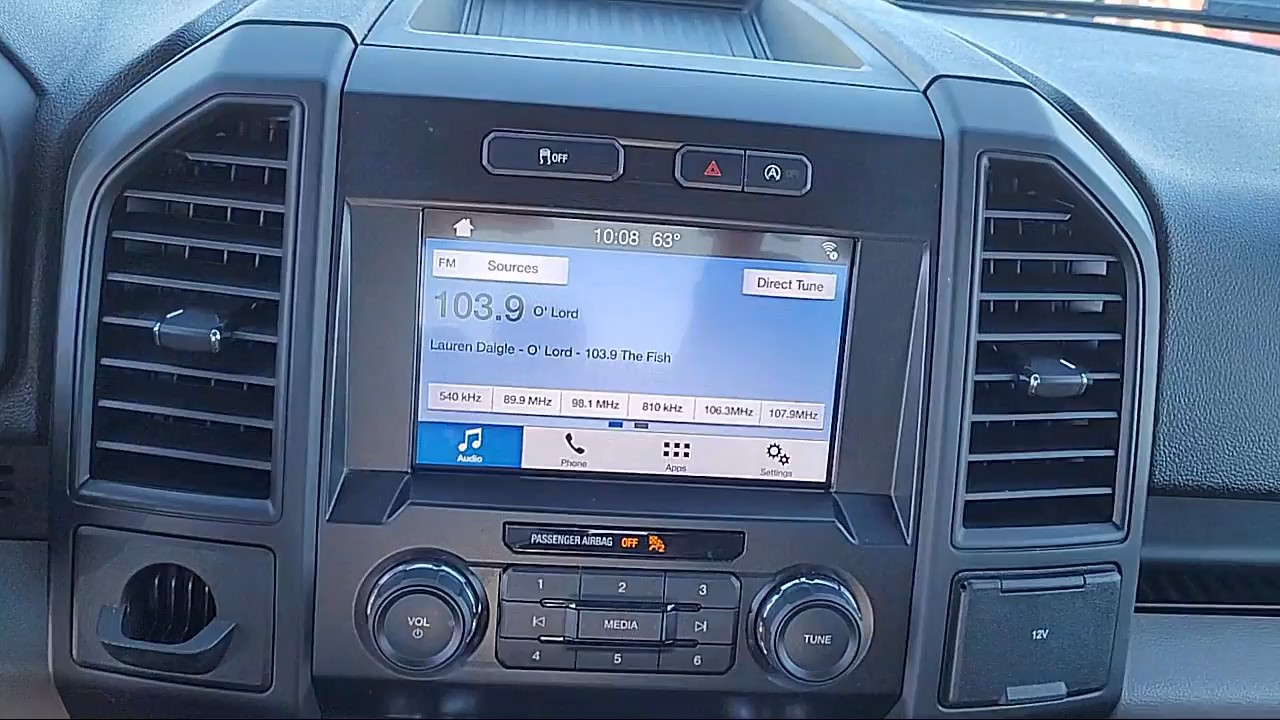 OFF
A OFF
10:08 63°
FM Sources
Direct Tune
103.9 O' Lord
Lauren Daigle - O' Lord - 103.9 The Fish
540 kHz 89.9 MHz 98.1 MHz 810 kHz 106.3MHz 107.9MHz
Audio Phone Apps Settings
PASSENGER AIRBAG OFF
1 2 3
VOL MEDIA TUNE
4 5 6
12V